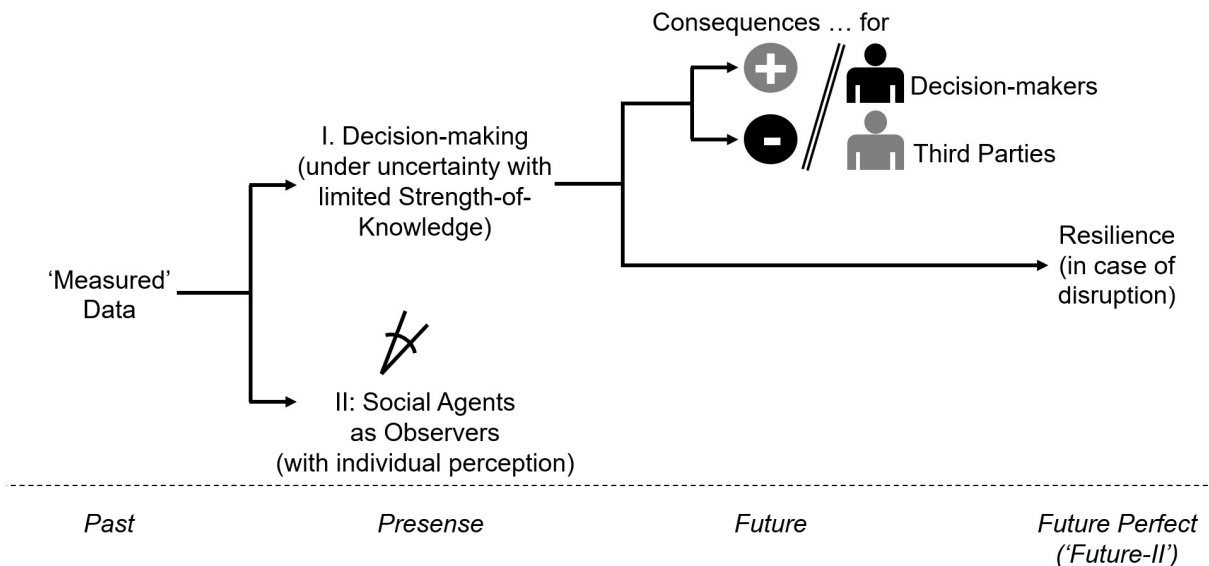 Consequences … for
Decision-makers
Third Parties
I. Decision-making
(under uncertainty with
limited Strength-of-
Knowledge)
Resilience
(in case of
disruption)
‘Measured’
Data
II: Social Agents
as Observers
(with individual perception)
Past
Presense
Future
Future Perfect
(‘Future-II’)